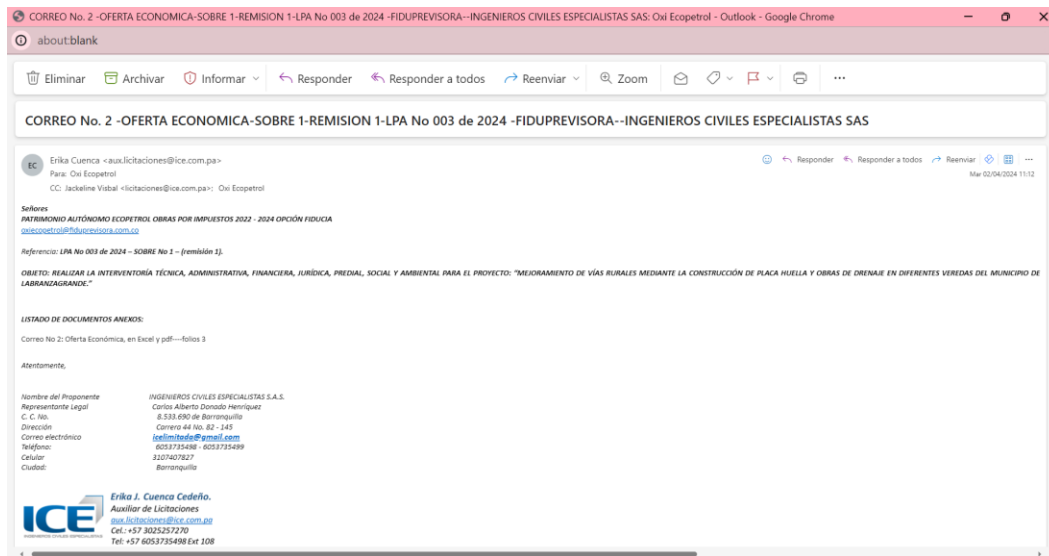 CORREO No. 2 -OFERTA ECONOMICA-SOBRE 1-REMISION 1-LPA No 003 de 2024 -FIDUPREVISORA--INGENIEROS CIVILES ESPECIALISTAS SAS: Oxi Ecopetrol - Outlook - Google Chrome
about:blank
Eliminar Archivar Informar Responder Responder a todos Reenviar Zoom
CORREO No. 2 -OFERTA ECONOMICA-SOBRE 1-REMISION 1-LPA No 003 de 2024 -FIDUPREVISORA--INGENIEROS CIVILES ESPECIALISTAS SAS
EC
Erika Cuenca <aux.licitaciones@ice.com.pa>
Responder Responder a todos Reenviar
Para: Oxi Ecopetrol
Mar 02/04/2024 11:12
CC: Jackeline Visbal <licitaciones@ice.com.pa>; Oxi Ecopetrol
Señores
PATRIMONIO AUTÓNOMO ECOPETROL OBRAS POR IMPUESTOS 2022 - 2024 OPCIÓN FIDUCIA
oxiecopetrol@fiduprevisora.com.co
Referencia: LPA No 003 de 2024 – SOBRE No 1 – (remisión 1).
OBJETO: REALIZAR LA INTERVENTORÍA TÉCNICA, ADMINISTRATIVA, FINANCIERA, JURÍDICA, PREDIAL, SOCIAL Y AMBIENTAL PARA EL PROYECTO: "MEJORAMIENTO DE VÍAS RURALES MEDIANTE LA CONSTRUCCIÓN DE PLACA HUELLA Y OBRAS DE DRENAJE EN DIFERENTES VEREDAS DEL MUNICIPIO DE
LABRANZAGRANDE."
LISTADO DE DOCUMENTOS ANEXOS:
Correo No 2: Oferta Económica, en Excel y pdf----folios 3
Atentamente,
Nombre del Proponente INGENIEROS CIVILES ESPECIALISTAS S.A.S.
Representante Legal Carlos Alberto Donado Henriquez
C. C. No. 8.533.690 de Barranquilla
Dirección Carrera 44 No. 82 - 145
Correo electrónico icelimitada@gmail.com
Teléfono: 6053735498 - 6053735499
Celular 3107407827
Ciudad: Barranquilla
ICE
INGENIEROS CIVILES ESPECIALISTAS
Erika J. Cuenca Cedeño.
Auxiliar de Licitaciones
aux.licitaciones@ice.com.pa
Cel.: +57 3025257270
Tel: +57 6053735498 Ext 108